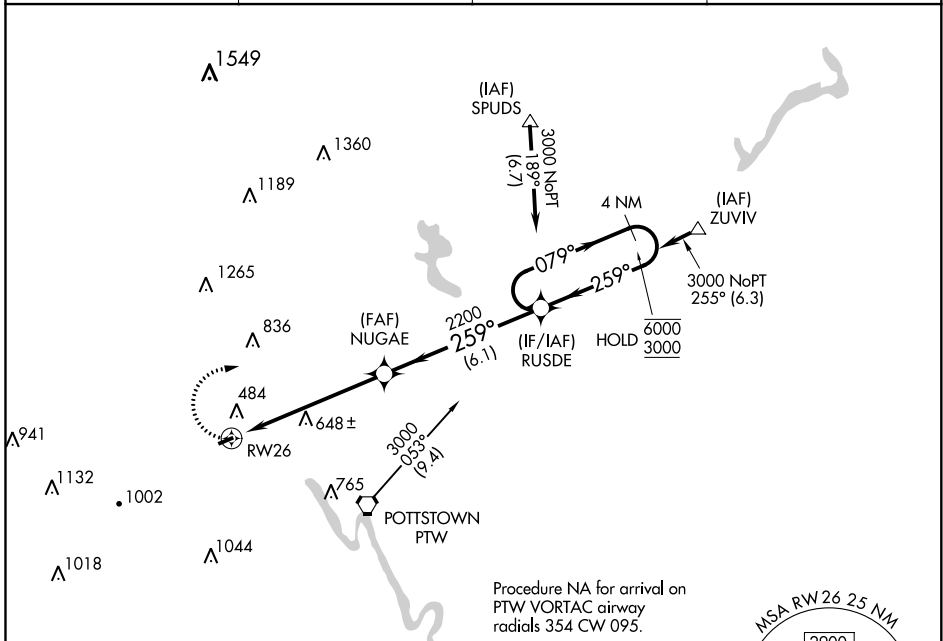 1549
(IAF)
SPUDS
1360
3000 NoPT
189°
(6.7)
1189
4 NM
(IAF)
ZUVIV
079°
259°
3000 NoPT
255° (6.3)
1265
2200
259°
(6.1)
(FAF)
NUGAE
(IF/IAF)
RUSDE
HOLD
6000
3000
836
484
648±
RW26
941
3000
053°
(9.4)
1132
1002
765
POTTSTOWN
PTW
1044
1018
Procedure NA for arrival on
PTW VORTAC airway
radials 354 CW 095.
MSA RW26 25 NM